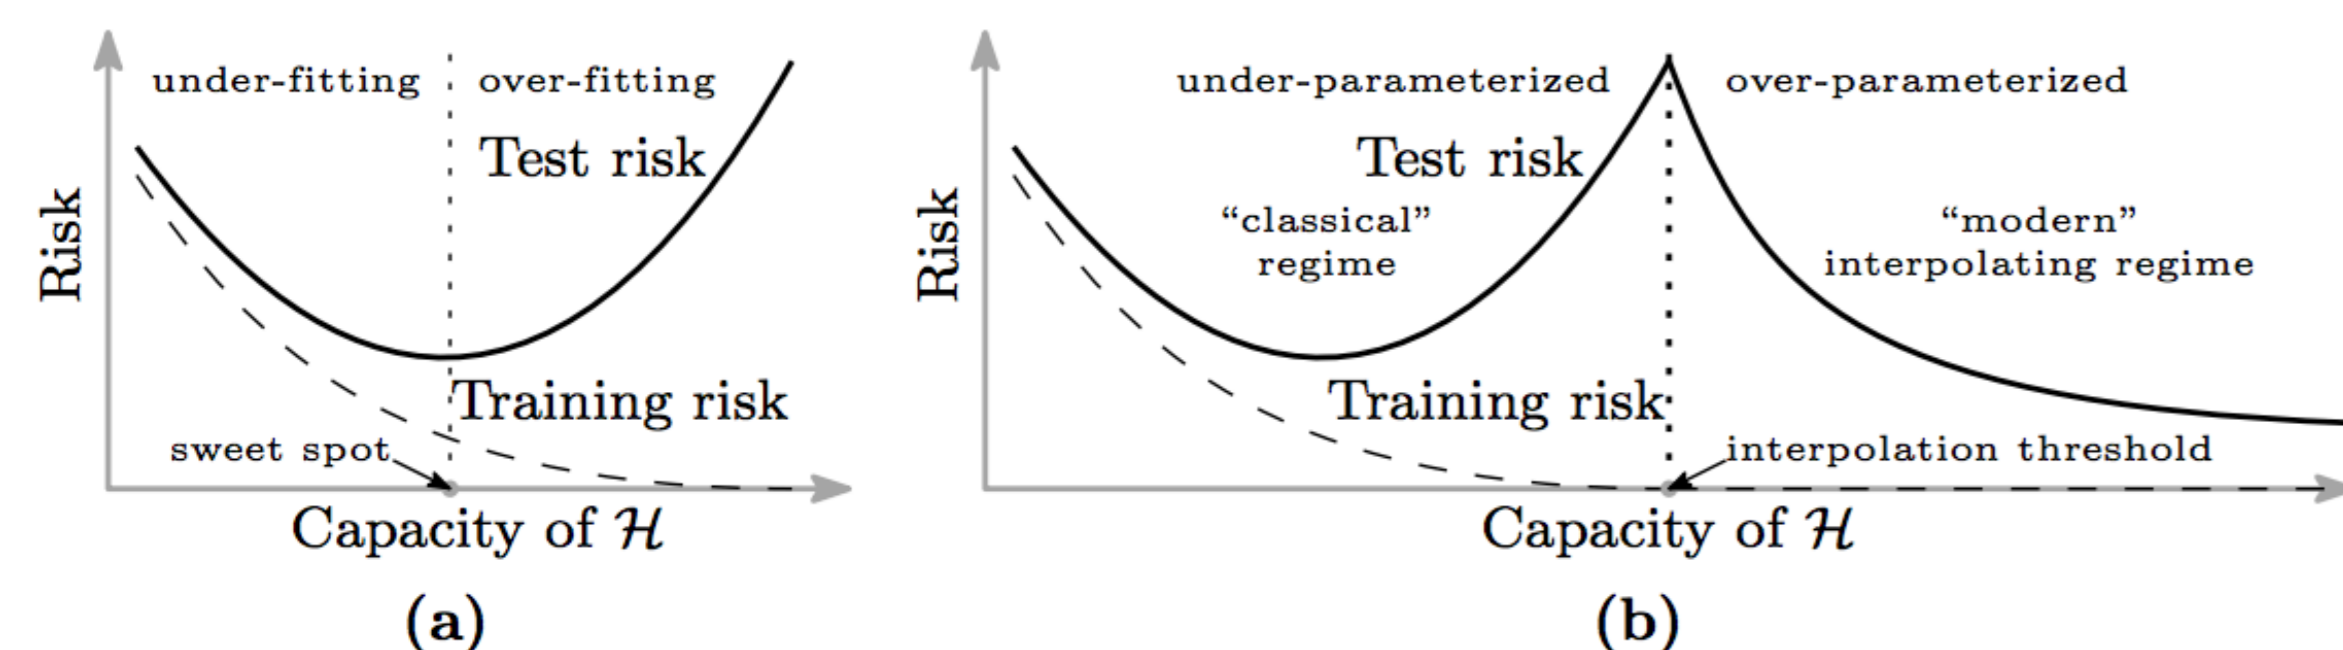 under-fitting
over-fitting
Test risk
Risk
Training risk
sweet spot
Capacity of ℋ
(a)
under-parameterized
over-parameterized
Test risk
“classical”
regime
“modern”
interpolating regime
Risk
Training risk
interpolation threshold
Capacity of ℋ
(b)